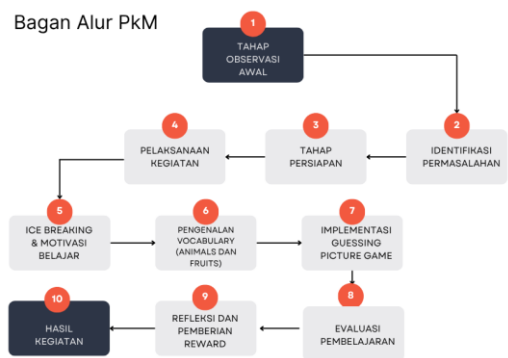 Bagan Alur PkM
1
TAHAP
OBSERVASI
AWAL
2
IDENTIFIKASI
PERMASALAHAN
3
TAHAP
PERSIAPAN
4
PELAKSANAAN
KEGIATAN
5
ICE BREAKING
& MOTIVASI
BELAJAR
6
PENGENALAN
VOCABULARY
(ANIMALS DAN
FRUITS)
7
IMPLEMENTASI
GUESSING
PICTURE GAME
8
EVALUASI
PEMBELAJARAN
9
REFLEKSI DAN
PEMBERIAN
REWARD
10
HASIL
KEGIATAN